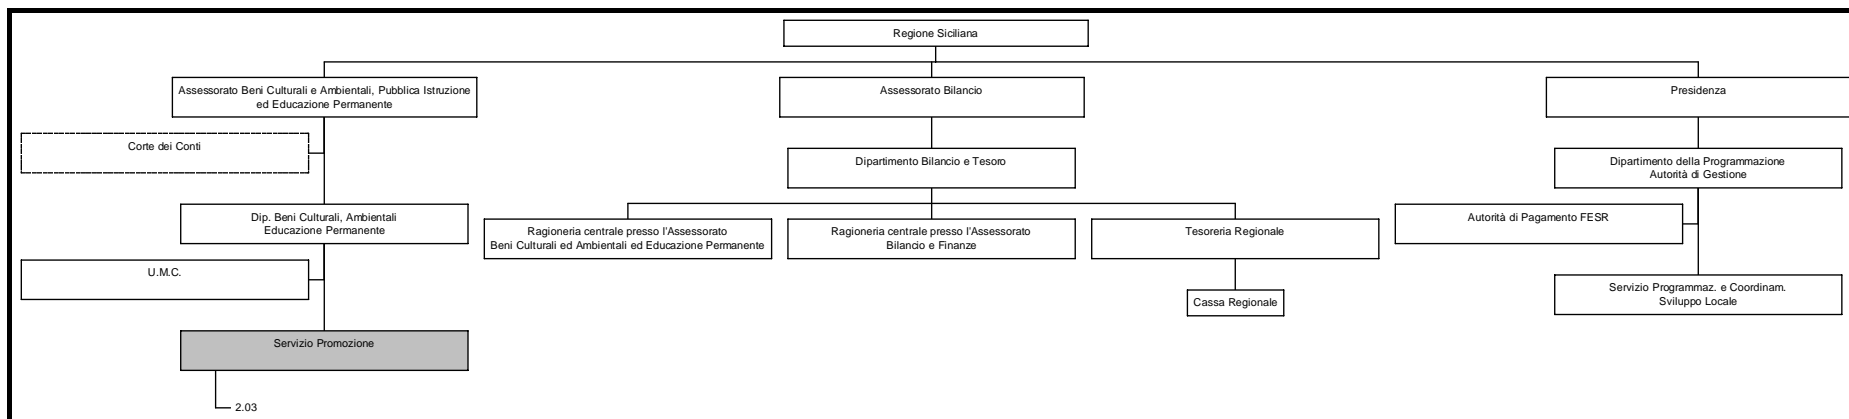 Regione Siciliana
Assessorato Beni Culturali e Ambientali, Pubblica Istruzione
ed Educazione Permanente
Assessorato Bilancio
Presidenza
Corte dei Conti
Dipartimento Bilancio e Tesoro
Dipartimento della Programmazione
Autorità di Gestione
Dip. Beni Culturali, Ambientali
Educazione Permanente
Ragioneria centrale presso l'Assessorato
Beni Culturali ed Ambientali ed Educazione Permanente
Ragioneria centrale presso l'Assessorato
Bilancio e Finanze
Tesoreria Regionale
Autorità di Pagamento FESR
U.M.C.
Cassa Regionale
Servizio Programmaz. e Coordinam.
Sviluppo Locale
Servizio Promozione
2.03